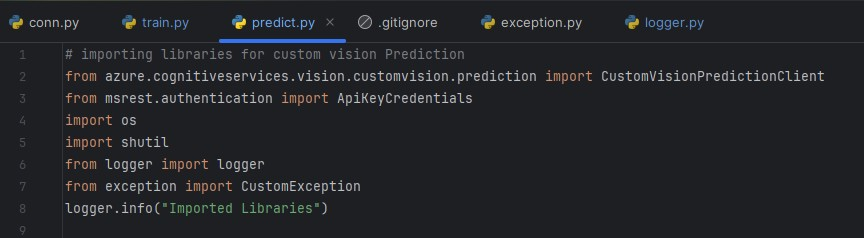 conn.py train.py predict.py × .gitignore exception.py logger.py
1 # importing libraries for custom vision Prediction
2 from azure.cognitiveservices.vision.customvision.prediction import CustomVisionPredictionClient
3 from msrest.authentication import ApiKeyCredentials
4 import os
5 import shutil
6 from logger import logger
7 from exception import CustomException
8 logger.info("Imported Libraries")
9